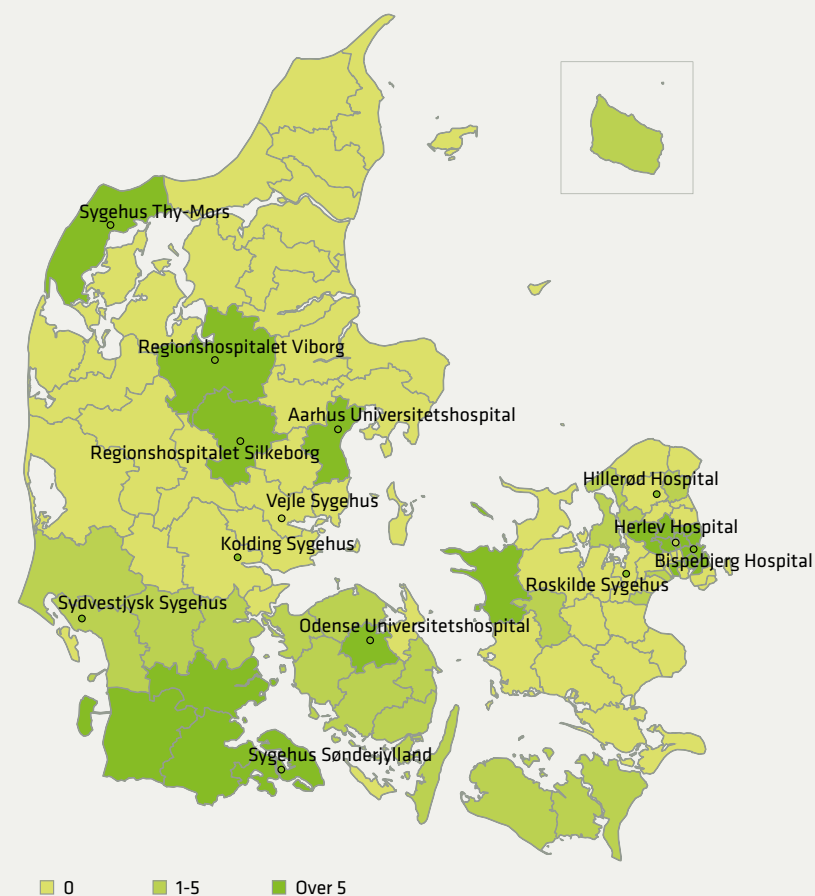 Sygehus Thy-Mors
Regionshospitalet Viborg
Aarhus Universitetshospital
Regionshospitalet Silkeborg
Hillerød Hospital
Vejle Sygehus
Herlev Hospital
Kolding Sygehus
Bispebjerg Hospital
Roskilde Sygehus
Sydvestjysk Sygehus
Odense Universitetshospital
Sygehus Sønderjylland
0
1-5
Over 5